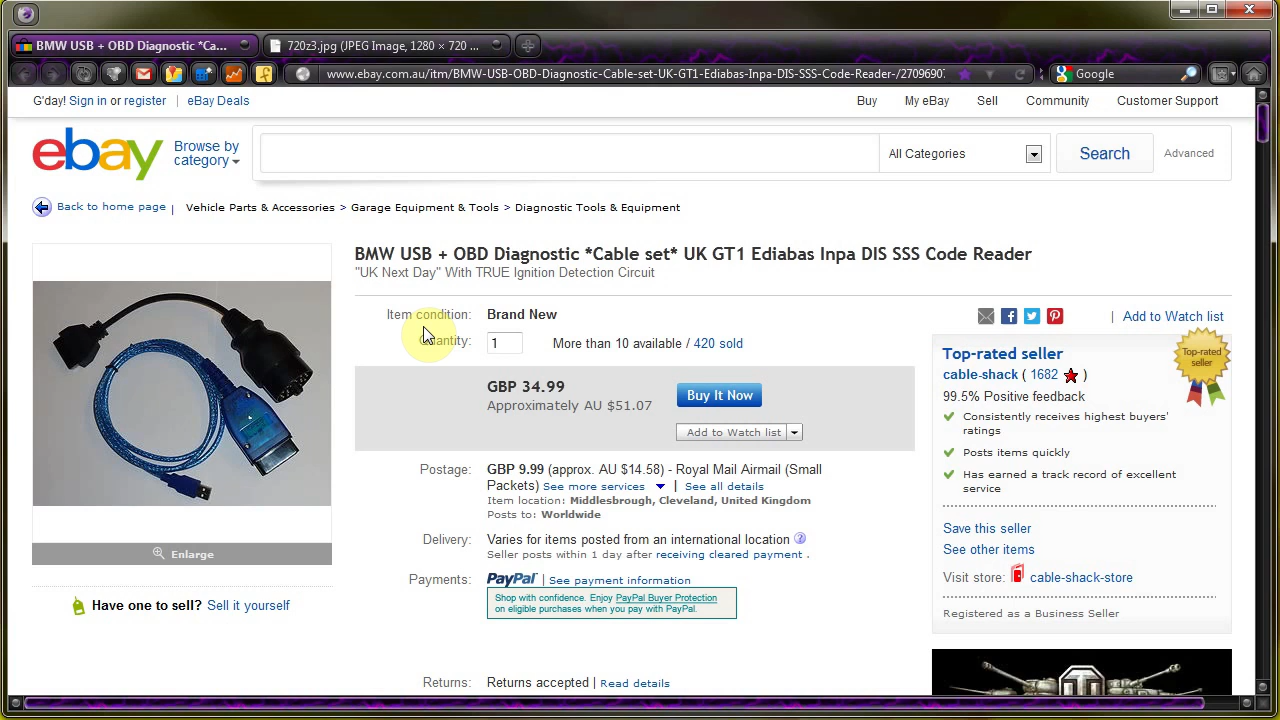 BMW USB + OBD Diagnostic *Ca...
720z3.jpg (JPEG Image, 1280 × 720 ...
www.ebay.com.au/itm/BMW-USB-OBD-Diagnostic-Cable-set-UK-GT1-Ediabas-Inpa-DIS-SSS-Code-Reader-/2709690
Google
G'day! Sign in or register | eBay Deals
Buy My eBay Sell Community Customer Support
ebay
Browse by category
All Categories
Search
Advanced
Back to home page | Vehicle Parts & Accessories > Garage Equipment & Tools > Diagnostic Tools & Equipment
BMW USB + OBD Diagnostic *Cable set* UK GT1 Ediabas Inpa DIS SSS Code Reader
"UK Next Day" With TRUE Ignition Detection Circuit
Item condition: Brand New
Quantity: 1 More than 10 available / 420 sold
GBP 34.99
Approximately AU $51.07
Buy It Now
Add to Watch list
Postage: GBP 9.99 (approx. AU $14.58) - Royal Mail Airmail (Small
Packets) See more services | See all details
Item location: Middlesbrough, Cleveland, United Kingdom
Posts to: Worldwide
Delivery: Varies for items posted from an international location ?
Seller posts within 1 day after receiving cleared payment .
Payments: PayPal | See payment information
Shop with confidence. Enjoy PayPal Buyer Protection
on eligible purchases when you pay with PayPal.
Returns: Returns accepted | Read details
Enlarge
Have one to sell? Sell it yourself
| Add to Watch list
Top-rated seller
cable-shack ( 1682 )
99.5% Positive feedback
Consistently receives highest buyers'
ratings
Posts items quickly
Has earned a track record of excellent
service
Top-rated
seller
Save this seller
See other items
Visit store: cable-shack-store
Registered as a Business Seller